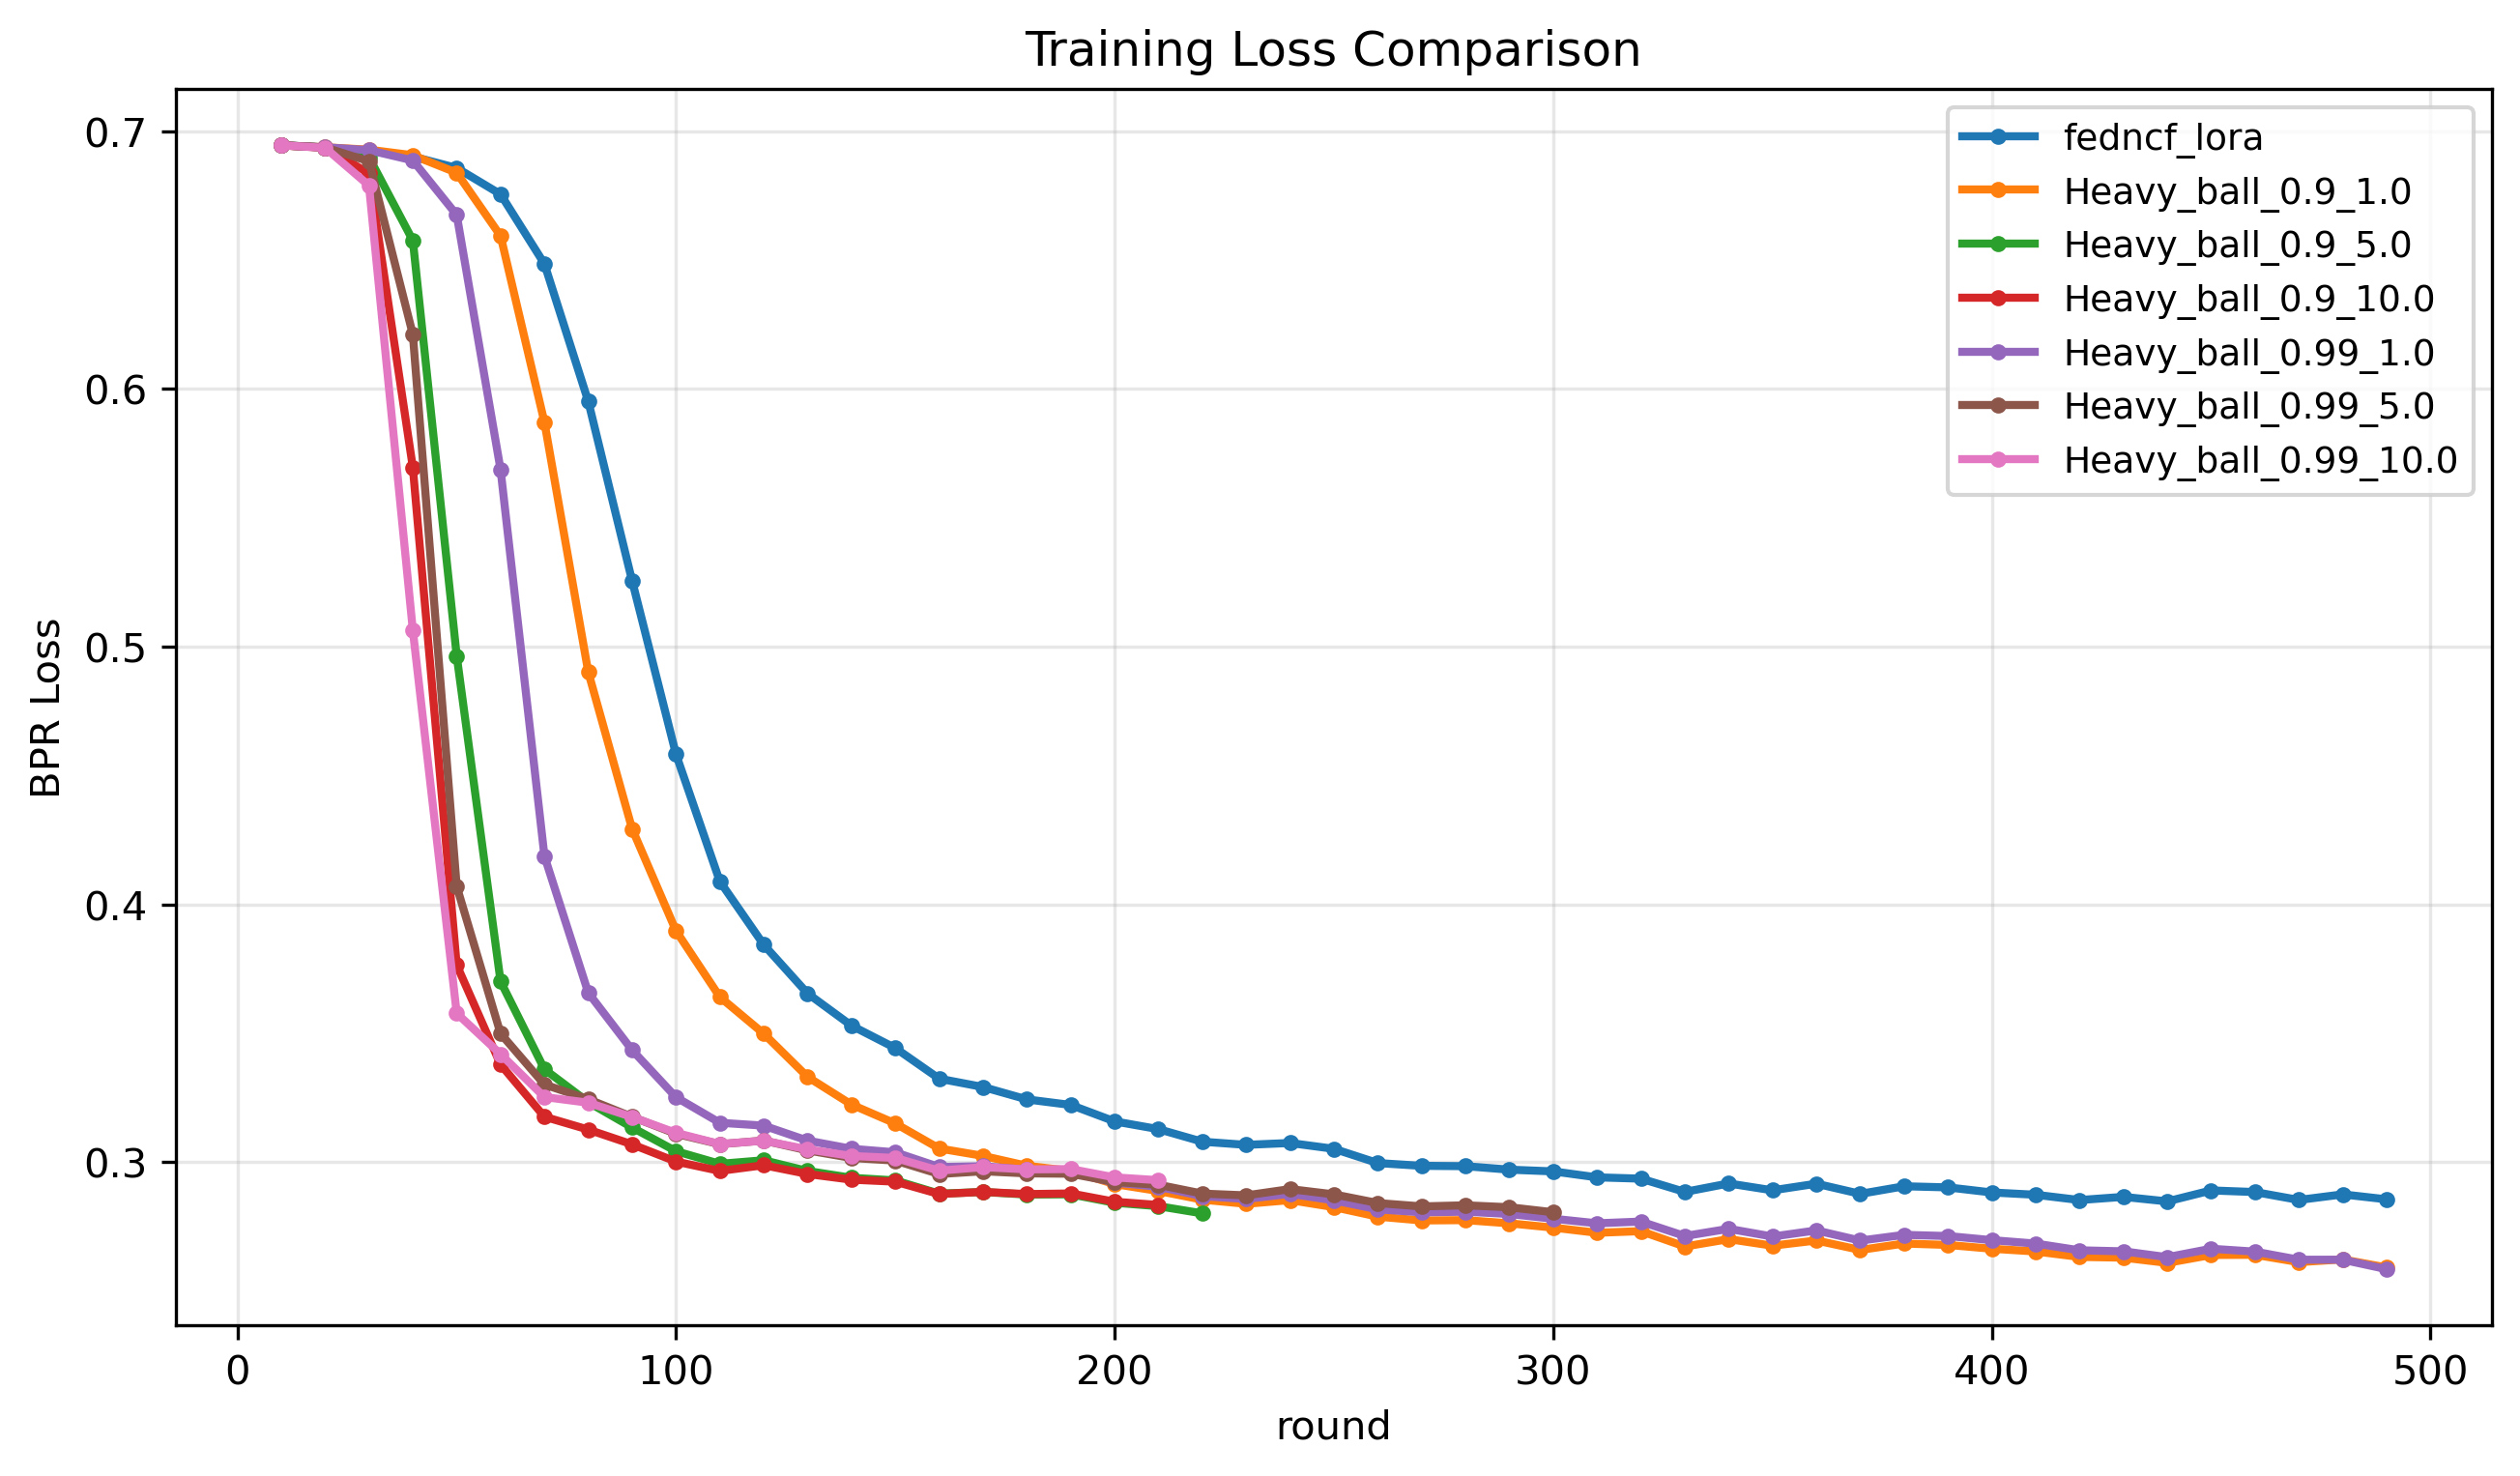 Training Loss Comparison
fedncf_lora
Heavy_ball_0.9_1.0
Heavy_ball_0.9_5.0
Heavy_ball_0.9_10.0
Heavy_ball_0.99_1.0
Heavy_ball_0.99_5.0
Heavy_ball_0.99_10.0
BPR Loss
0.7
0.6
0.5
0.4
0.3
0
100
200
300
400
500
round